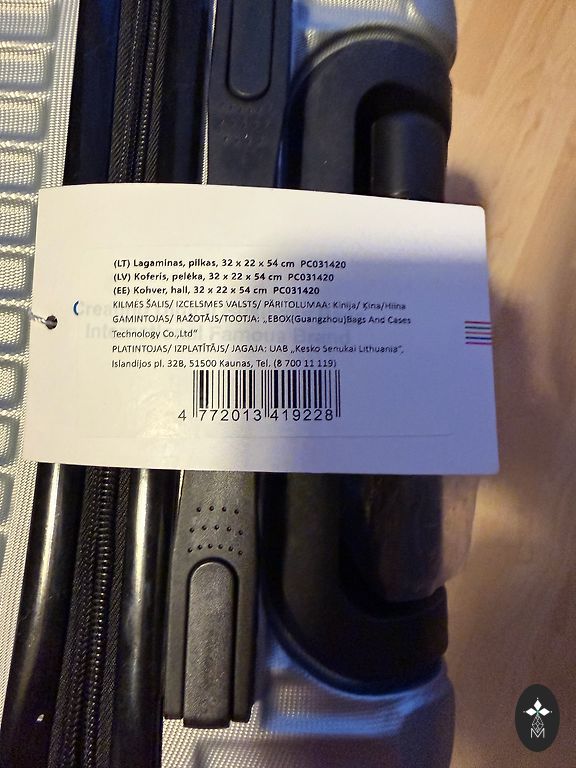 (LT) Lagaminas, pilkas, 32 x 22 x 54 cm PC031420
(LV) Koferis, pelēka, 32 x 22 x 54 cm PC031420
(EE) Kohver, hall, 32 x 22 x 54 cm PC031420
KILMĖS ŠALIS/ IZCELSMES VALSTS/ PÄRITOLUMAA: Kinija/ Ķīna/Hiina
GAMINTOJAS/ RAŽOTĀJS/TOOTJA: „EBOX(Guangzhou)Bags And Cases
Technology Co.,Ltd"
PLATINTOJAS/ IZPLATĪTĀJS/ JAGAJA: UAB „Kesko Senukai Lithuania",
Islandijos pl. 32B, 51500 Kaunas, Tel. (8 700 11 119)
4 772013 419228